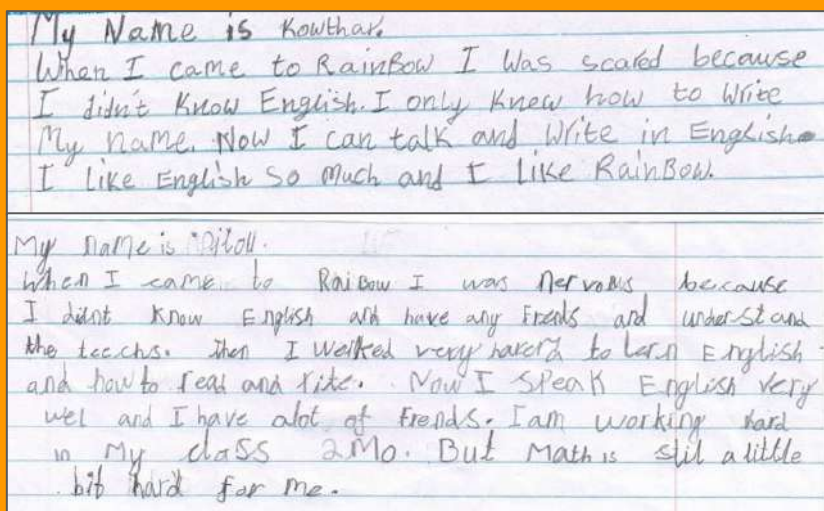 My Name is Kowthar.
When I came to RainBow I Was scared because
I didn't Know English. I only Knew how to Write
My name. Now I can talk and Write in English.
I like English So Much and I like RainBow.
My name is
When I came to RaiBow I was nervous because
I didnt Know English and have any Frends and understand
the teechs. Then I werked very harerd to lern English
and how to read and rite. Now I Speak English very
wel and I have alot of Frends. I am working hard
in My class 2Mo. But Math is stil a little
bit hard for me.